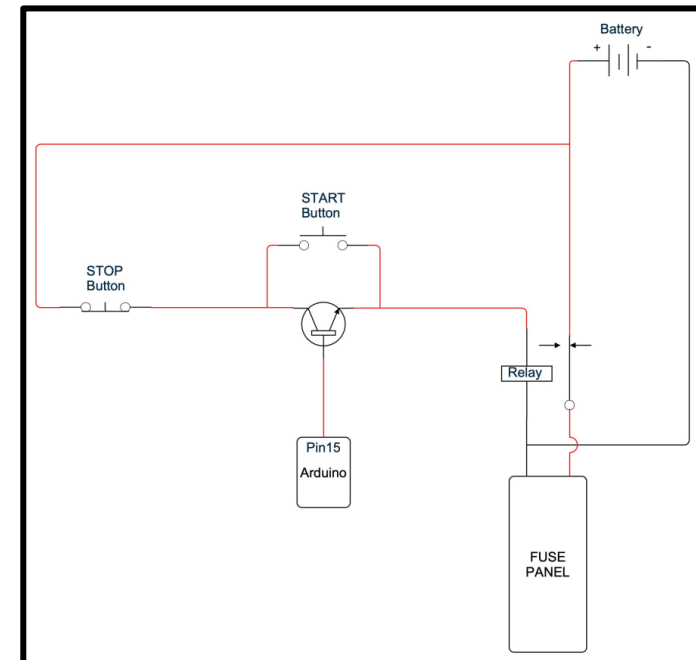 Battery
+ -
START
Button
STOP
Button
Relay
Pin15
Arduino
FUSE
PANEL